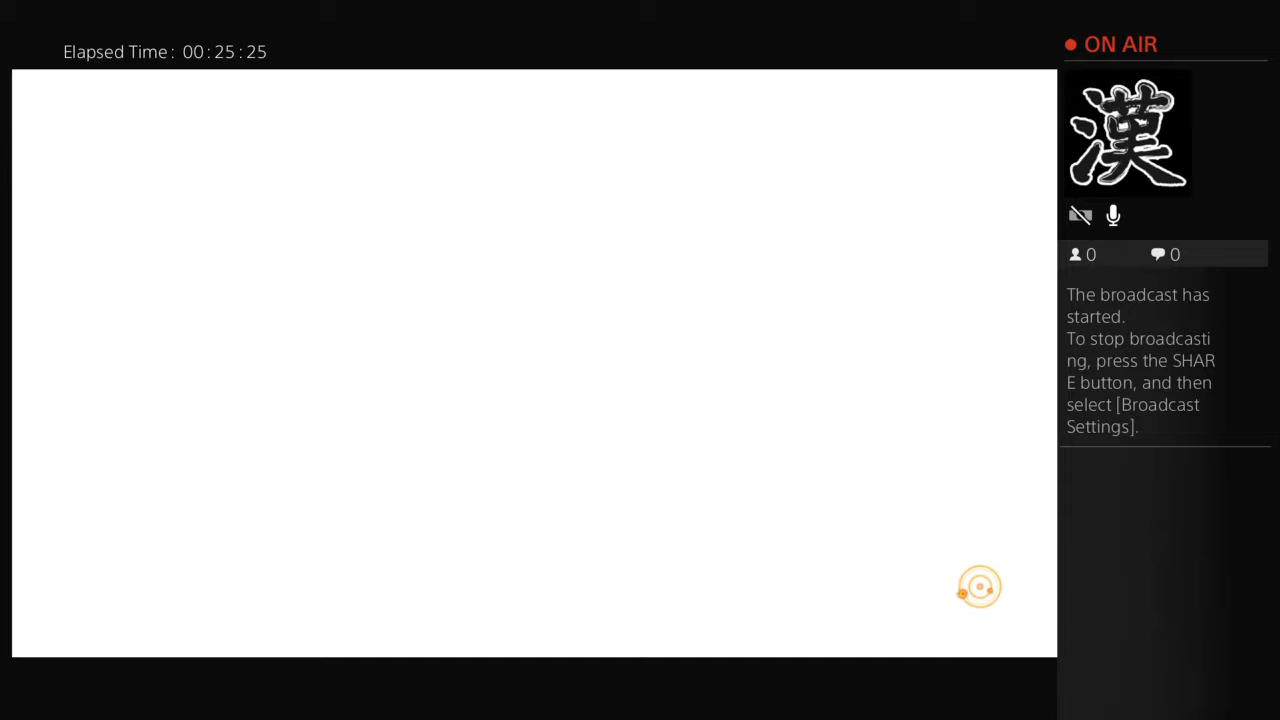 Elapsed Time: 00:25:25
ON AIR
漢
0 0
The broadcast has
started.
To stop broadcasti
ng, press the SHAR
E button, and then
select [Broadcast
Settings].